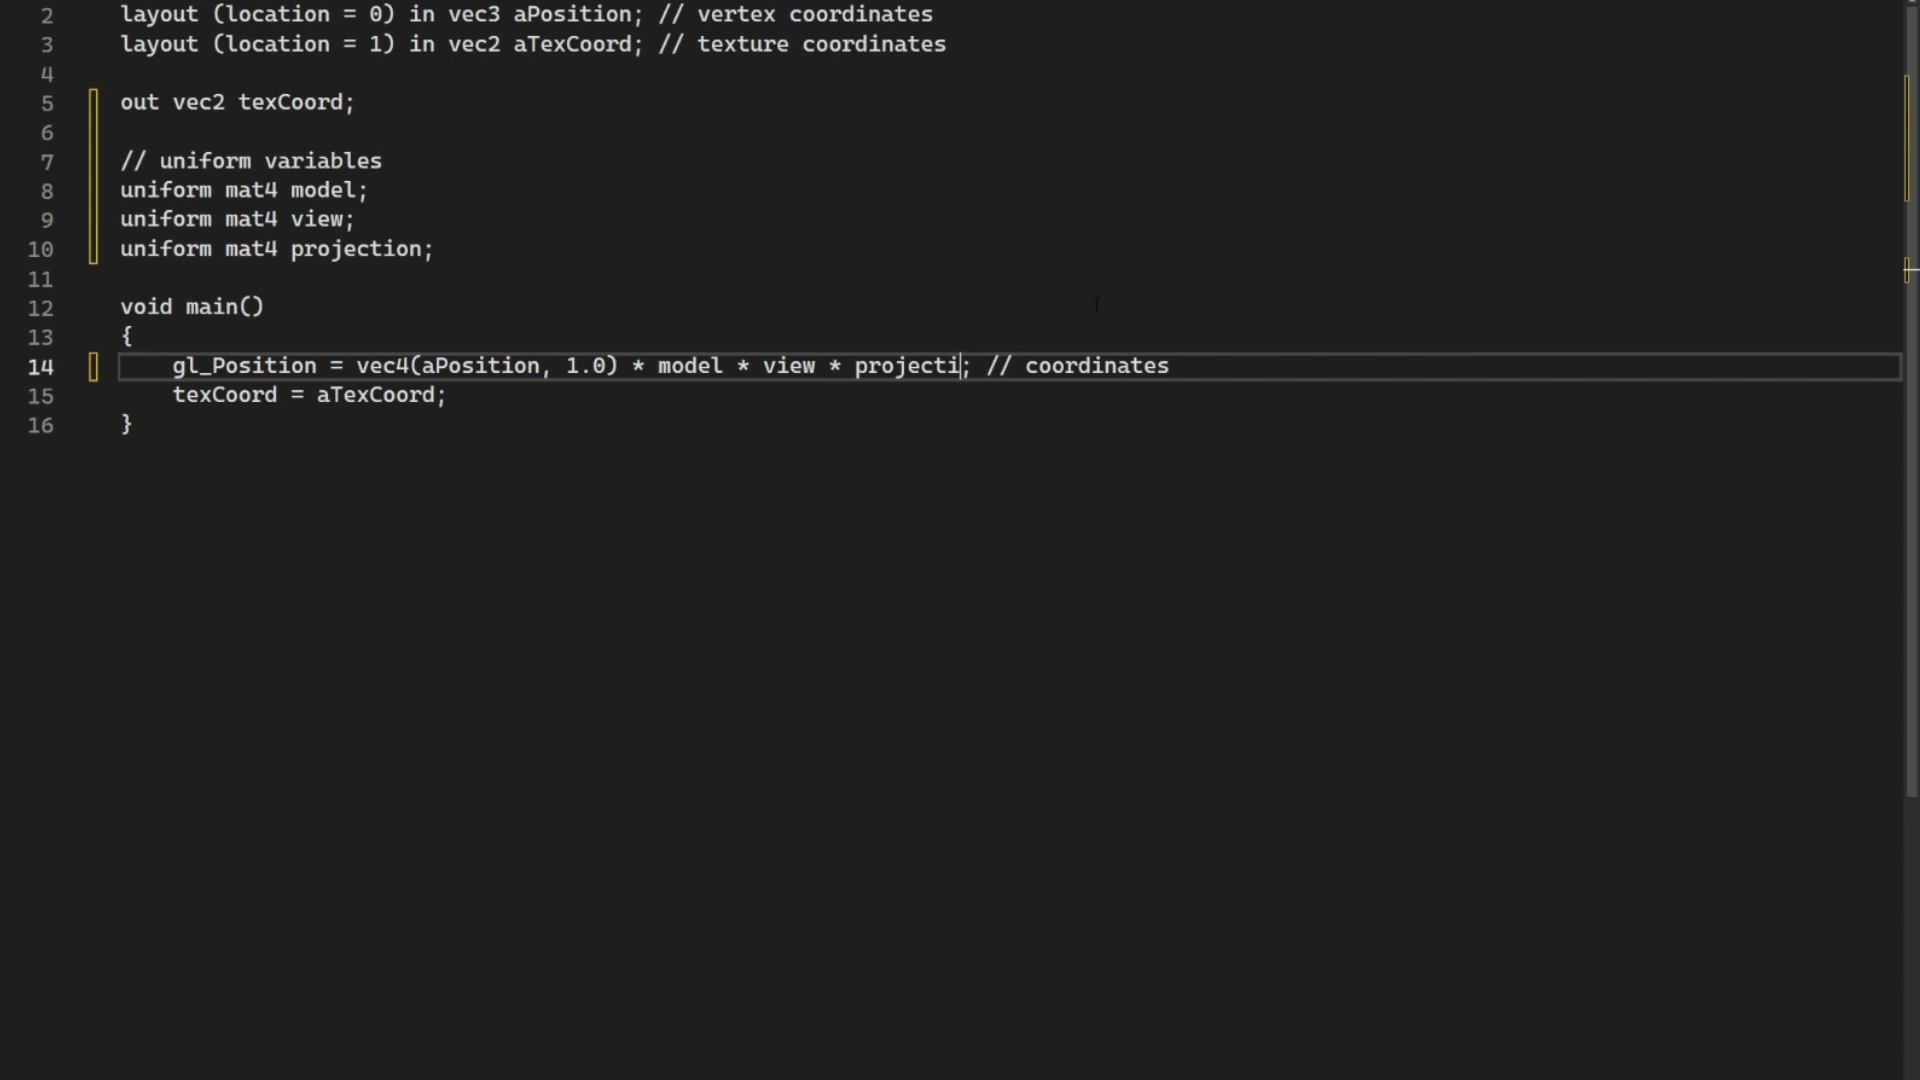 2 layout (location = 0) in vec3 aPosition; // vertex coordinates
3 layout (location = 1) in vec2 aTexCoord; // texture coordinates
4
5 out vec2 texCoord;
6
7 // uniform variables
8 uniform mat4 model;
9 uniform mat4 view;
10 uniform mat4 projection;
11
12 void main()
13 {
14 gl_Position = vec4(aPosition, 1.0) * model * view * projecti; // coordinates
15 texCoord = aTexCoord;
16 }